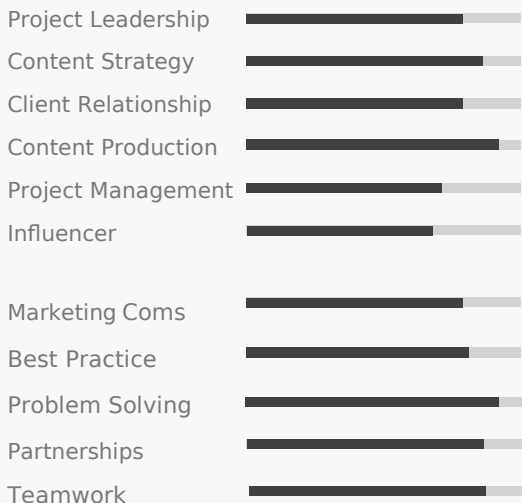 Project Leadership
Content Strategy
Client Relationship
Content Production
Project Management
Influencer
Marketing Coms
Best Practice
Problem Solving
Partnerships
Teamwork